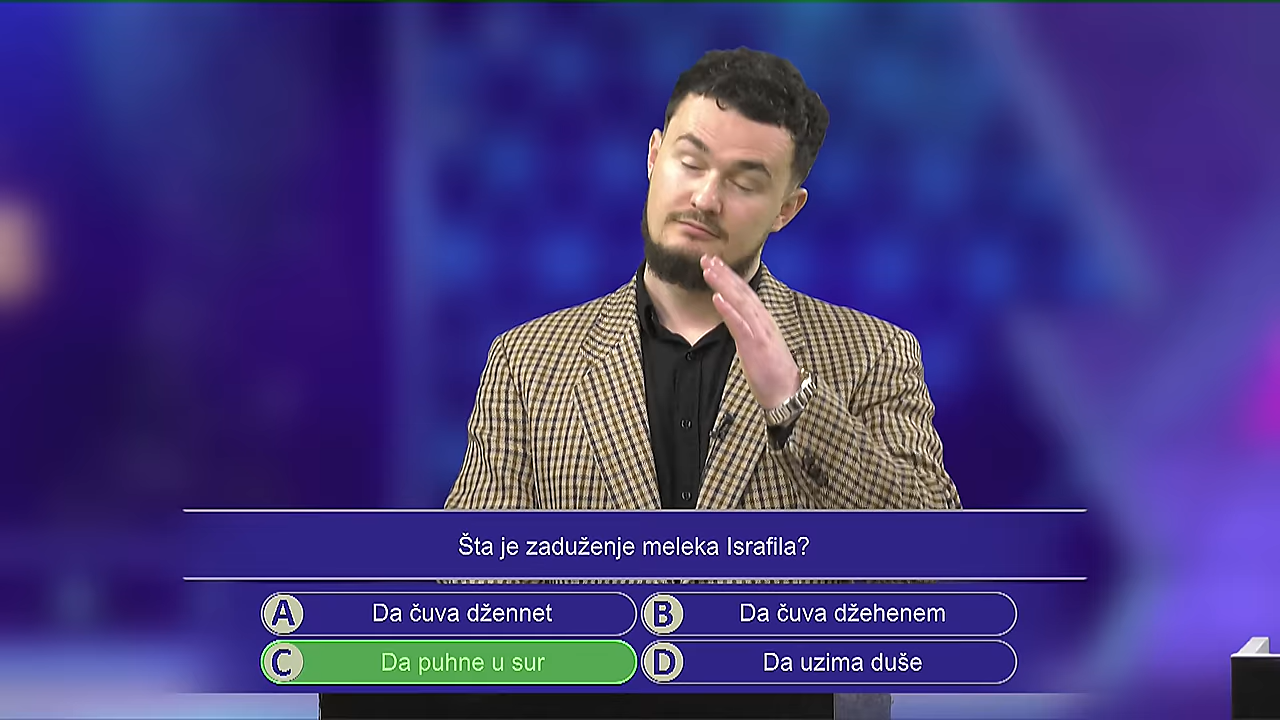 Šta je zaduženje meleka Israfila?
A Da čuva džennet
B Da čuva džehenem
C Da puhne u sur
D Da uzima duše